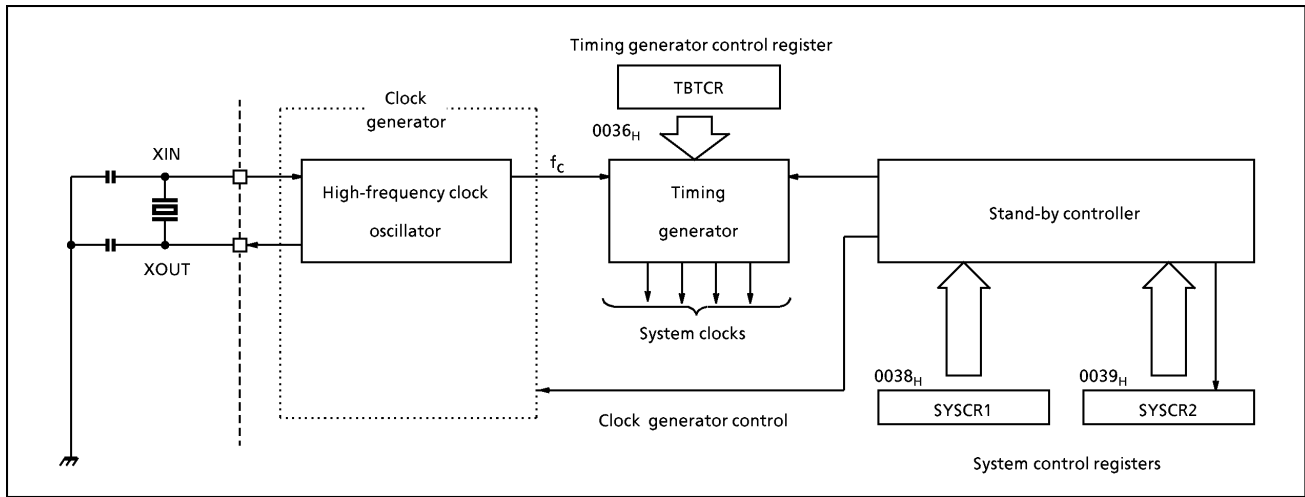 Timing generator control register
TBTCR
Clock
generator
0036H
XIN
fc
High-frequency clock
oscillator
Timing
generator
Stand-by controller
XOUT
System clocks
0038H
0039H
SYSCR1
SYSCR2
Clock generator control
System control registers